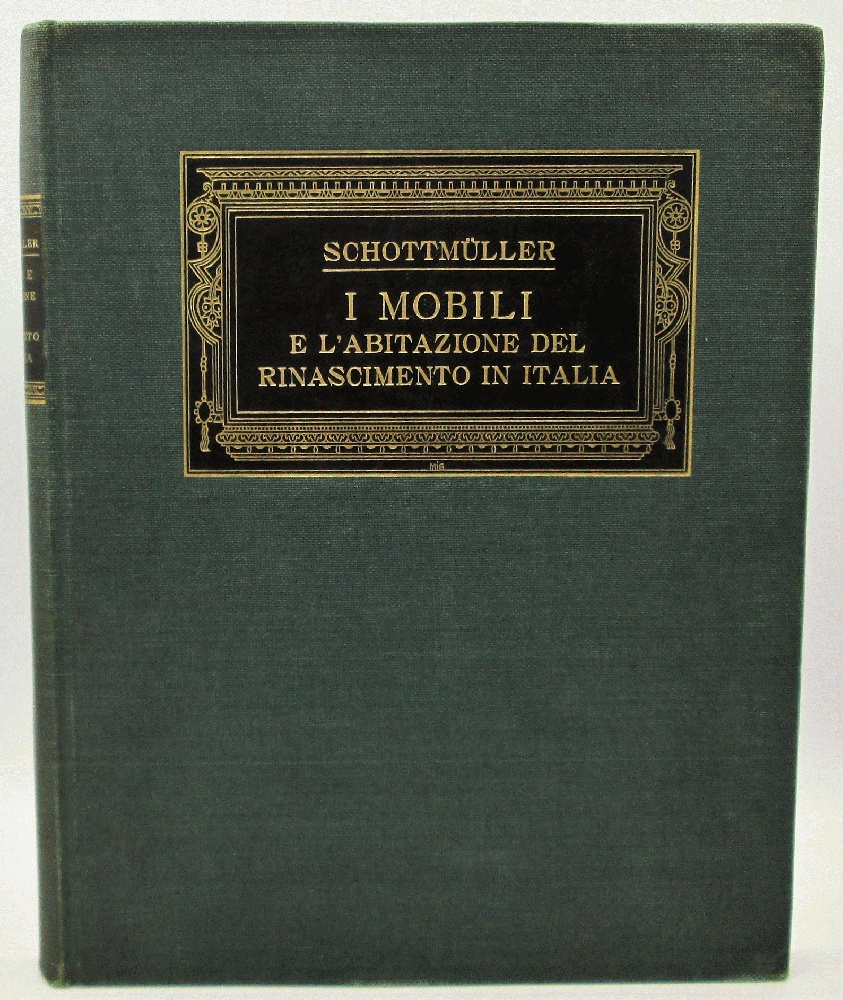 SCHOTTMÜLLER
I MOBILI
E L'ABITAZIONE DEL
RINASCIMENTO IN ITALIA